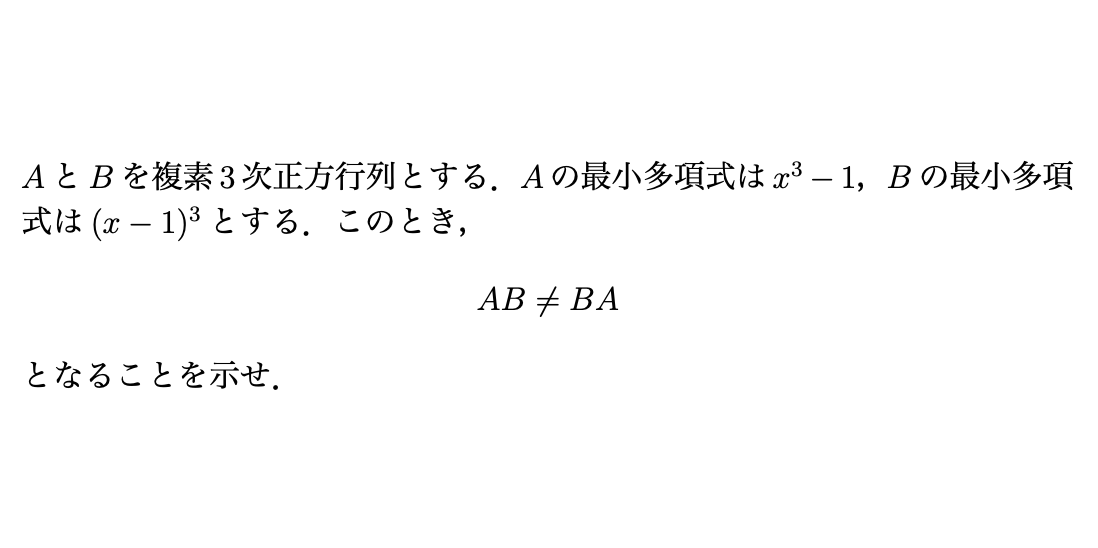 A と B を複素 3 次正方行列とする．A の最小多項式は x³ − 1，B の最小多項
式は (x − 1)³ とする．このとき，
AB ≠ BA
となることを示せ．